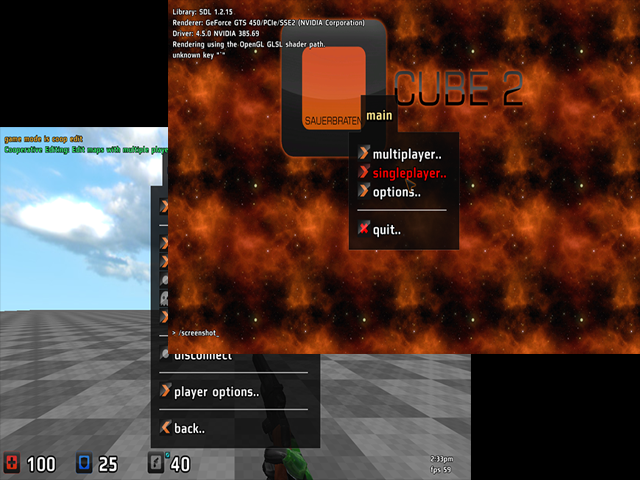 Library: SDL 1.2.15
Renderer: GeForce GTS 450/PCIe/SSE2 (NVIDIA Corporation)
Driver: 4.5.0 NVIDIA 385.69
Rendering using the OpenGL GLSL shader path.
unknown key "`"
CUBE 2
SAUERBRATEN
main
multiplayer..
singleplayer..
options..
quit..
> /screenshot_
game mode is coop edit
Cooperative Editing: Edit maps with multiple
disconnect
player options..
back..
100 25 40
2:33pm
fps 59